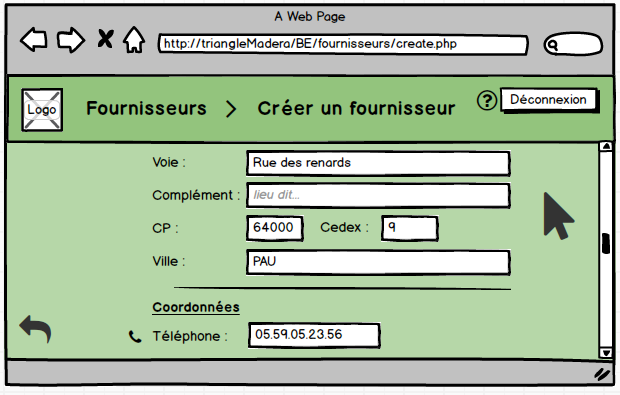 A Web Page
http://triangleMadera/BE/fournisseurs/create.php
Logo
Fournisseurs > Créer un fournisseur
? Déconnexion
Voie : Rue des renards
Complément : lieu dit...
CP : 64000 Cedex : 9
Ville : PAU
Coordonnées
Téléphone : 05.59.05.23.56